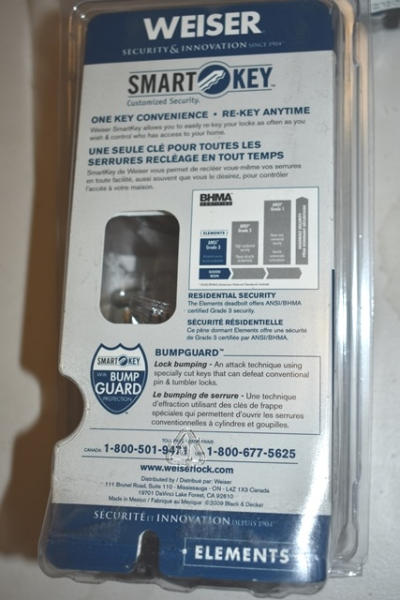 WEISER
SECURITY & INNOVATION SINCE 1904
SMART KEY
Customized Security.
ONE KEY CONVENIENCE • RE-KEY ANYTIME
Weiser SmartKey allows you to easily re-key your locks as often as you
wish & control who has access to your home.
UNE SEULE CLÉ POUR TOUTES LES
SERRURES RECLÉAGE EN TOUT TEMPS
SmartKey de Weiser vous permet de recléer vous-même vos serrures
en toute facilité, aussi souvent que vous le désirez, pour contrôler
l'accès à votre maison.
BHMA
CERTIFIED
ELEMENTS
ANSI
Grade 3
ANSI
Grade 2
ANSI
Grade 1
RESIDENTIAL SECURITY
The Elements deadbolt offers ANSI/BHMA
certified Grade 3 security.
SÉCURITÉ RÉSIDENTIELLE
Ce pêne dormant Elements offre une sécurité
de Grade 3 certifiée par ANSI/BHMA.
SMART KEY
WITH
BUMP
GUARD
PROTECTION
BUMPGUARD™
Lock bumping - An attack technique using
specially cut keys that can defeat conventional
pin & tumbler locks.
Le bumping de serrure - Une technique
d'effraction utilisant des clés de frappe
spéciales qui permettent d'ouvrir les serrures
conventionnelles à cylindres et goupilles.
CANADA 1-800-501-9471 1-800-677-5625
www.weiserlock.com
Distributed by / Distribué par: Weiser
111 Brunel Road, Suite 110 - Mississauga - ON - L4Z 1X3 Canada
19701 DaVinci Lake Forest, CA 92610
Made in Mexico / Fabriqué au Mexique ©2009 Black & Decker
SÉCURITÉ ET INNOVATION DEPUIS 1904
ELEMENTS